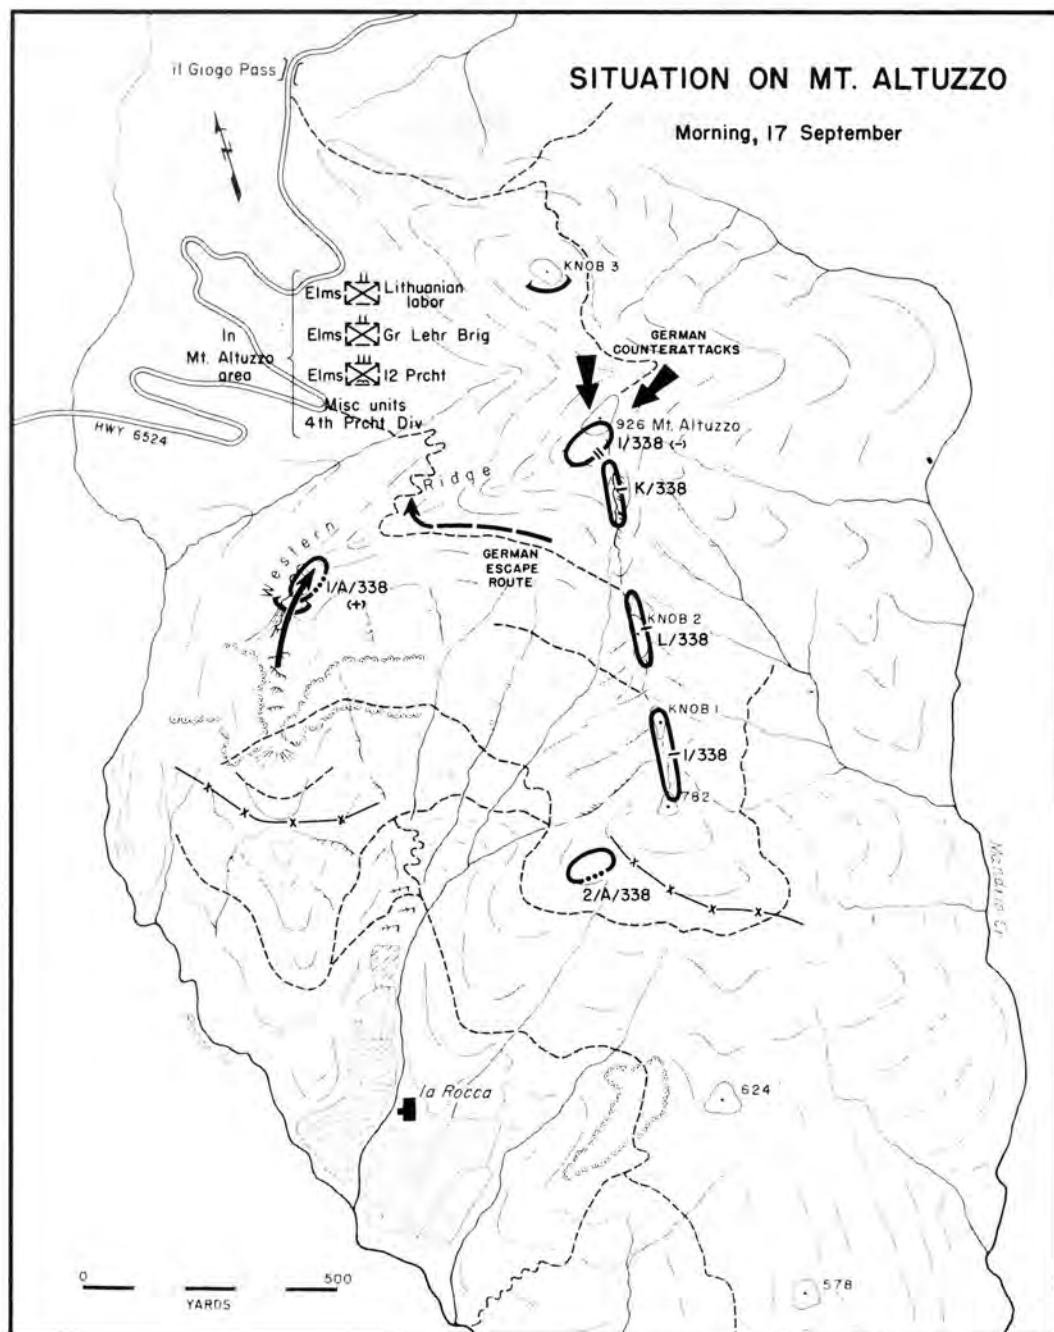 SITUATION ON MT. ALTUZZO
Morning, 17 September
il Giogo Pass
N
KNOB 3
Elms Lithuanian
labor
Elms Gr Lehr Brig
In
Mt. Altuzzo
area
Elms 12 Prcht
Misc units
4th Prcht Div
HWY 6524
GERMAN
COUNTERATTACKS
926 Mt. Altuzzo
1/338 (-)
K/338
Western Ridge
GERMAN
ESCAPE
ROUTE
1/A/338
(+)
KNOB 2
L/338
KNOB 1
I/338
782
2/A/338
la Rocca
624
578
0 500
YARDS